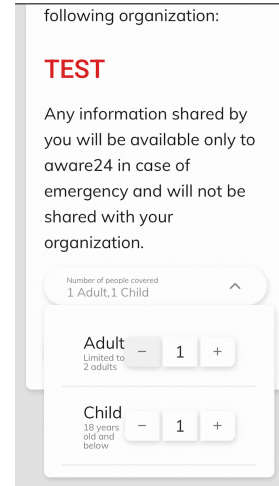 following organization:
TEST
Any information shared by
you will be available only to
aware24 in case of
emergency and will not be
shared with your
organization.
Number of people covered
1 Adult,1 Child
Adult
Limited to
2 adults
− 1 +
Child
18 years
old and
below
− 1 +